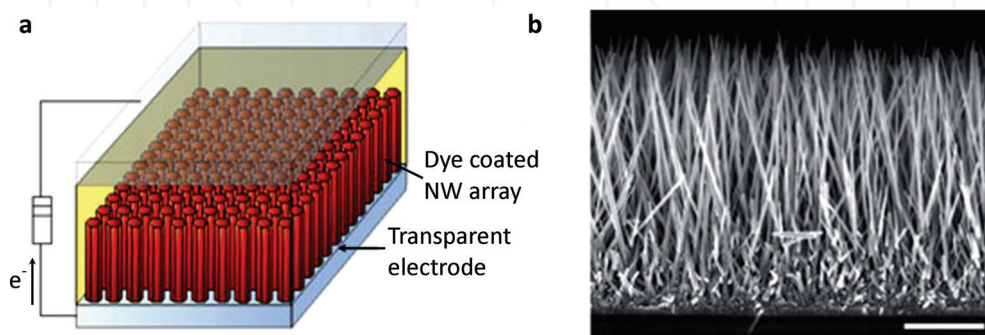 a
b
Dye coated
NW array
Transparent
electrode
e-